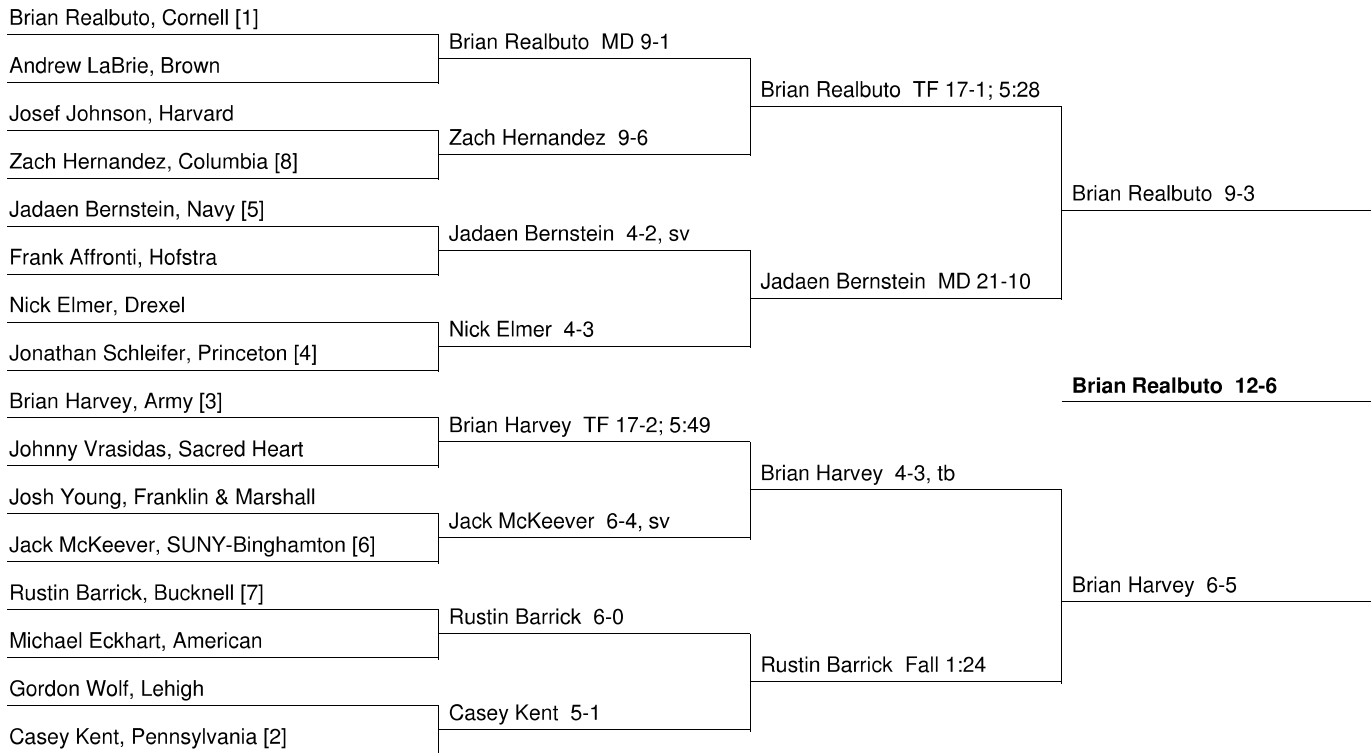 Brian Realbuto, Cornell [1]
Andrew LaBrie, Brown
Josef Johnson, Harvard
Zach Hernandez, Columbia [8]
Jadaen Bernstein, Navy [5]
Frank Affronti, Hofstra
Nick Elmer, Drexel
Jonathan Schleifer, Princeton [4]
Brian Harvey, Army [3]
Johnny Vrasidas, Sacred Heart
Josh Young, Franklin & Marshall
Jack McKeever, SUNY-Binghamton [6]
Rustin Barrick, Bucknell [7]
Michael Eckhart, American
Gordon Wolf, Lehigh
Casey Kent, Pennsylvania [2]
Brian Realbuto MD 9-1
Zach Hernandez 9-6
Jadaen Bernstein 4-2, sv
Nick Elmer 4-3
Brian Harvey TF 17-2; 5:49
Jack McKeever 6-4, sv
Rustin Barrick 6-0
Casey Kent 5-1
Brian Realbuto TF 17-1; 5:28
Jadaen Bernstein MD 21-10
Brian Harvey 4-3, tb
Rustin Barrick Fall 1:24
Brian Realbuto 9-3
Brian Harvey 6-5
Brian Realbuto 12-6